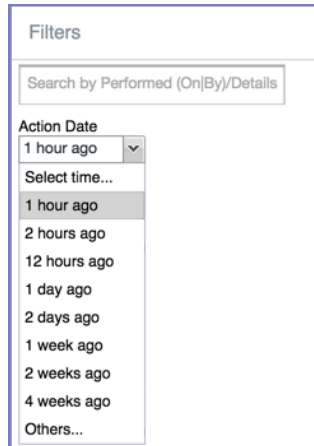 Filters
Search by Performed (On|By)/Details
Action Date
1 hour ago
Select time...
1 hour ago
2 hours ago
12 hours ago
1 day ago
2 days ago
1 week ago
2 weeks ago
4 weeks ago
Others...